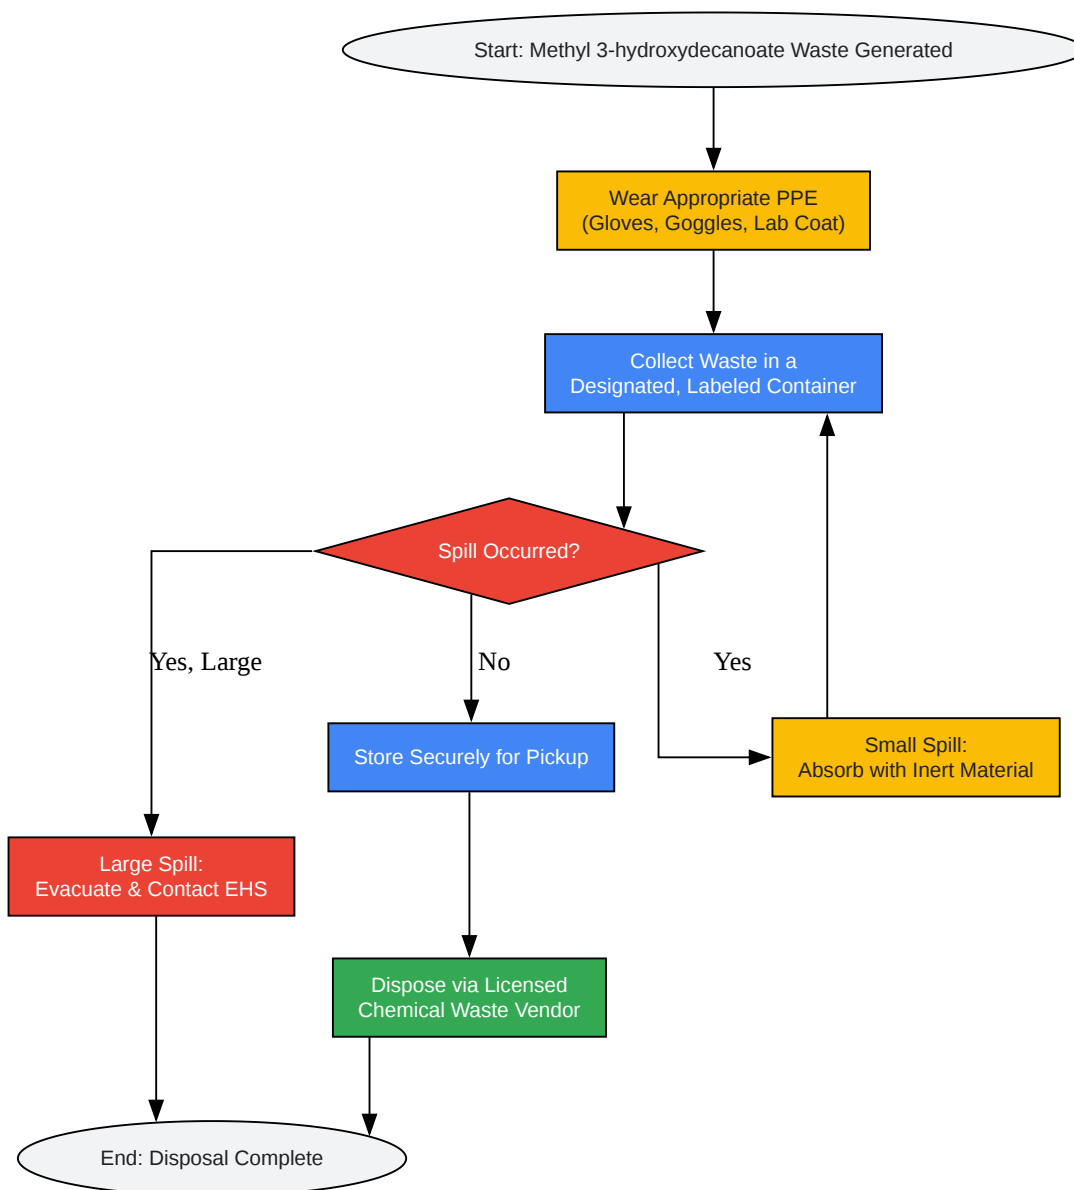 Start: Methyl 3-hydroxydecanoate Waste Generated
Wear Appropriate PPE
(Gloves, Goggles, Lab Coat)
Collect Waste in a
Designated, Labeled Container
Spill Occurred?
Yes, Large
No
Yes
Store Securely for Pickup
Small Spill:
Absorb with Inert Material
Large Spill:
Evacuate & Contact EHS
Dispose via Licensed
Chemical Waste Vendor
End: Disposal Complete